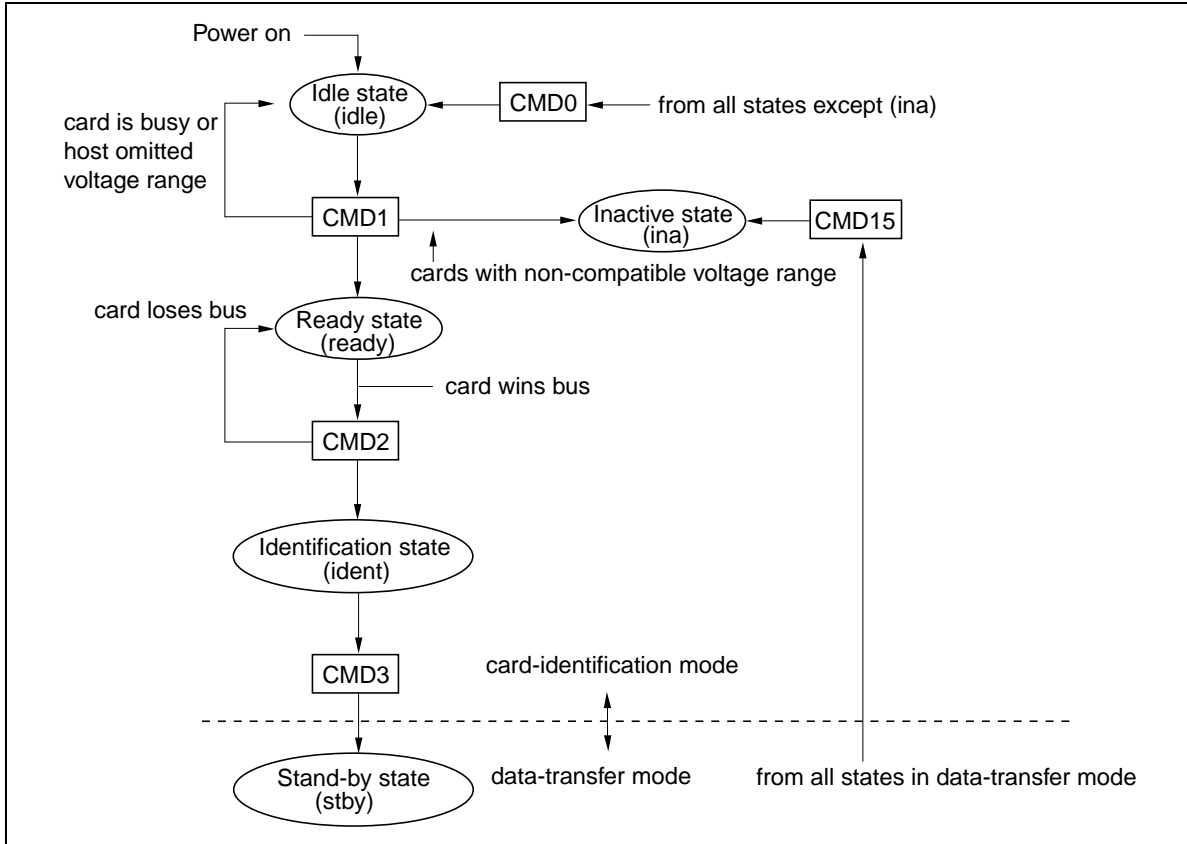 Power on
Idle state
(idle)
CMD0
from all states except (ina)
card is busy or
host omitted
voltage range
CMD1
Inactive state
(ina)
CMD15
cards with non-compatible voltage range
card loses bus
Ready state
(ready)
card wins bus
CMD2
Identification state
(ident)
CMD3
card-identification mode
data-transfer mode
from all states in data-transfer mode
Stand-by state
(stby)